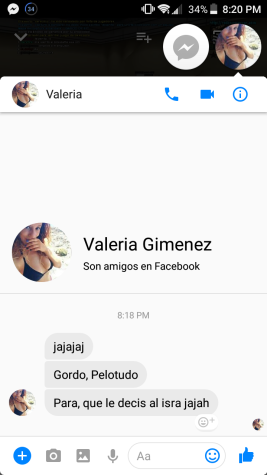 34 34% 8:20 PM
Valeria
Valeria Gimenez
Son amigos en Facebook
8:18 PM
jajajaj
Gordo, Pelotudo
Para, que le decis al isra jajah
Aa